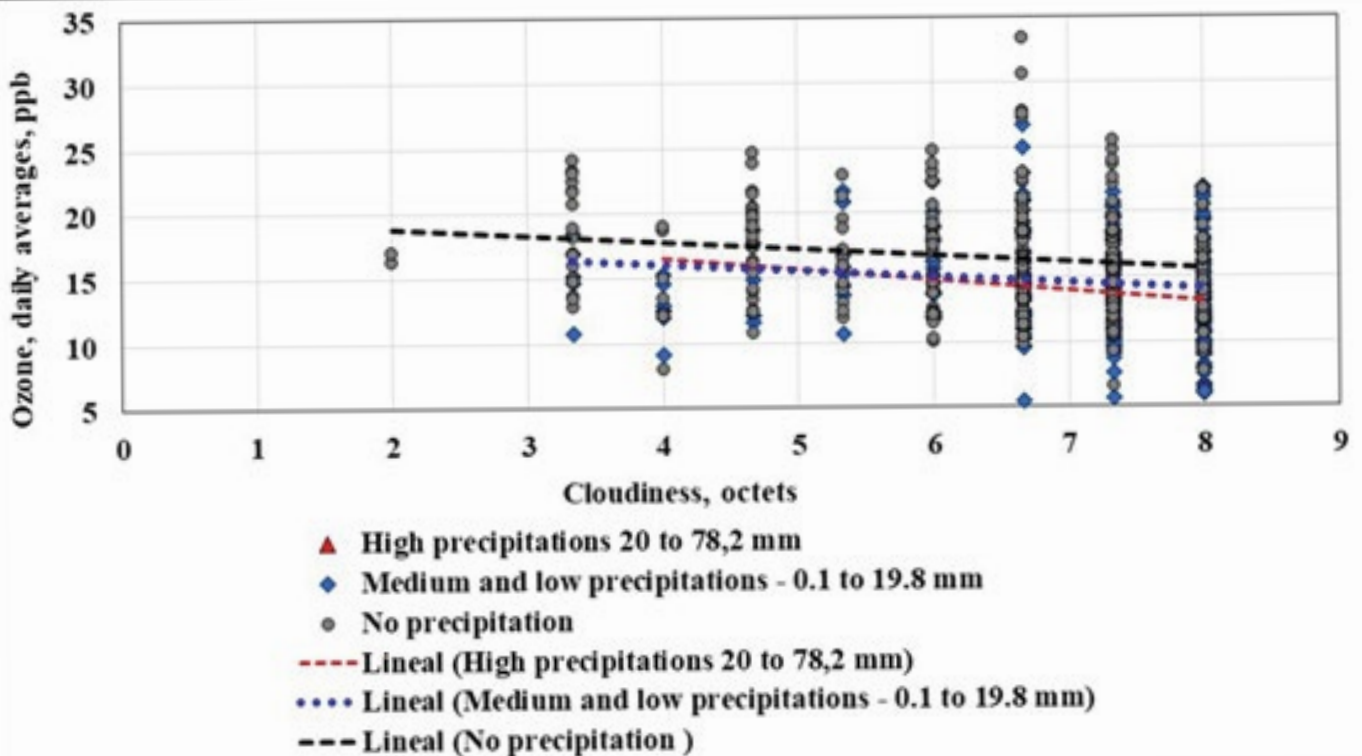 35
30
25
20
15
10
5
Ozone, daily averages, ppb
0 1 2 3 4 5 6 7 8 9
Cloudiness, octets
High precipitations 20 to 78,2 mm
Medium and low precipitations - 0.1 to 19.8 mm
No precipitation
Lineal (High precipitations 20 to 78,2 mm)
Lineal (Medium and low precipitations - 0.1 to 19.8 mm)
Lineal (No precipitation )